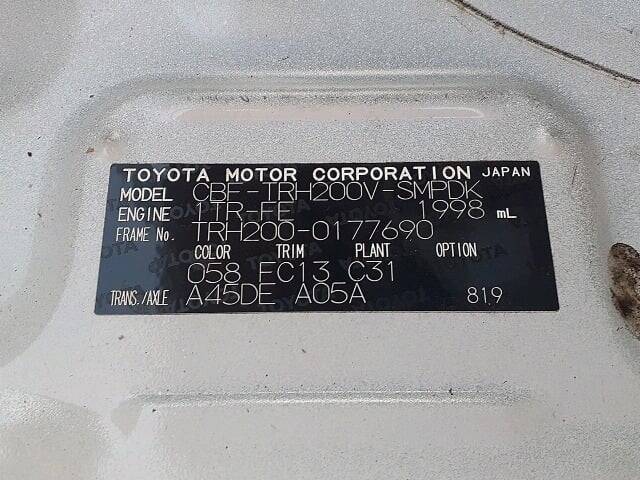 TOYOTA MOTOR CORPORATION JAPAN
MODEL CBF-TRH200V-SMPDK
ENGINE 1TR-FE 1998 mL
FRAME No. TRH200-0177690
COLOR TRIM PLANT OPTION
058 FC13 C31
TRANS./AXLE A45DE A05A 819